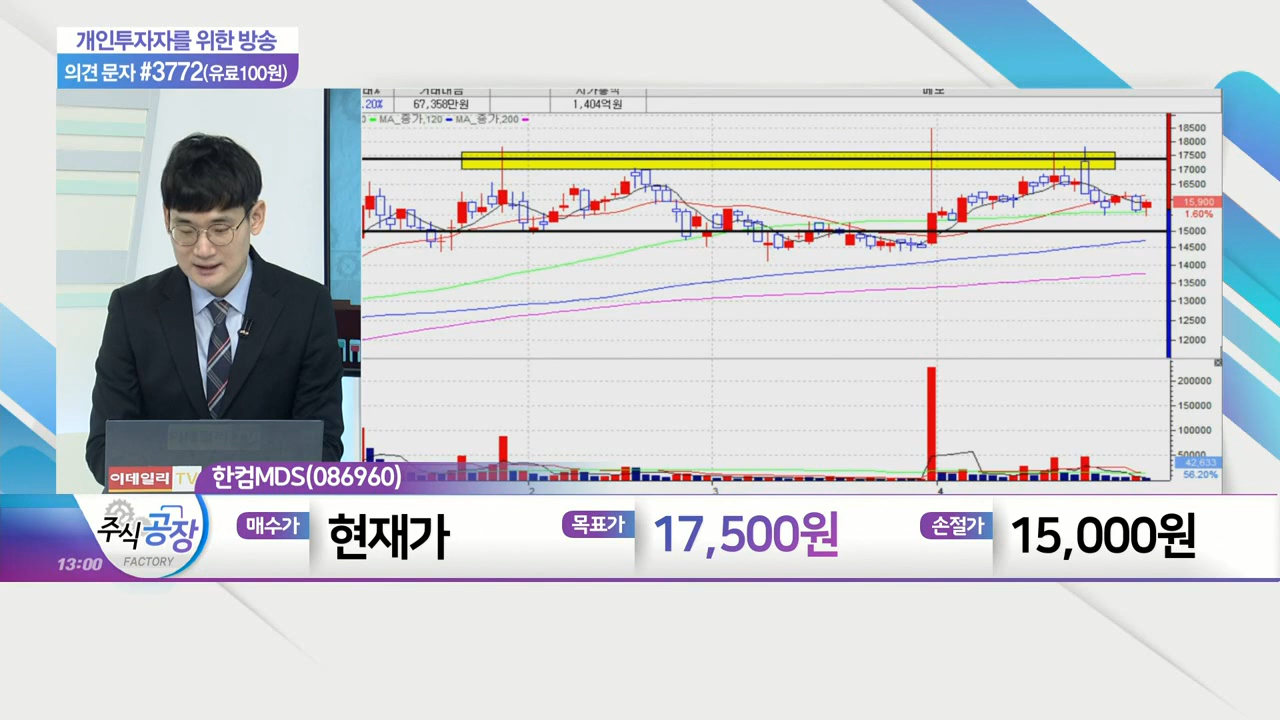 개인투자자를 위한 방송
의견 문자 #3772(유료100원)
.20%
67,358만원
1,404억원
메모
MA_종가,120
MA_종가,200
18500
18000
17500
17000
16500
15,900
1.60%
15000
14500
14000
13500
13000
12500
12000
200000
150000
100000
50000
42,633
56.20%
2
3
4
이데일리 TV
한컴MDS(086960)
주식공장
FACTORY
13:00
매수가
현재가
목표가
17,500원
손절가
15,000원